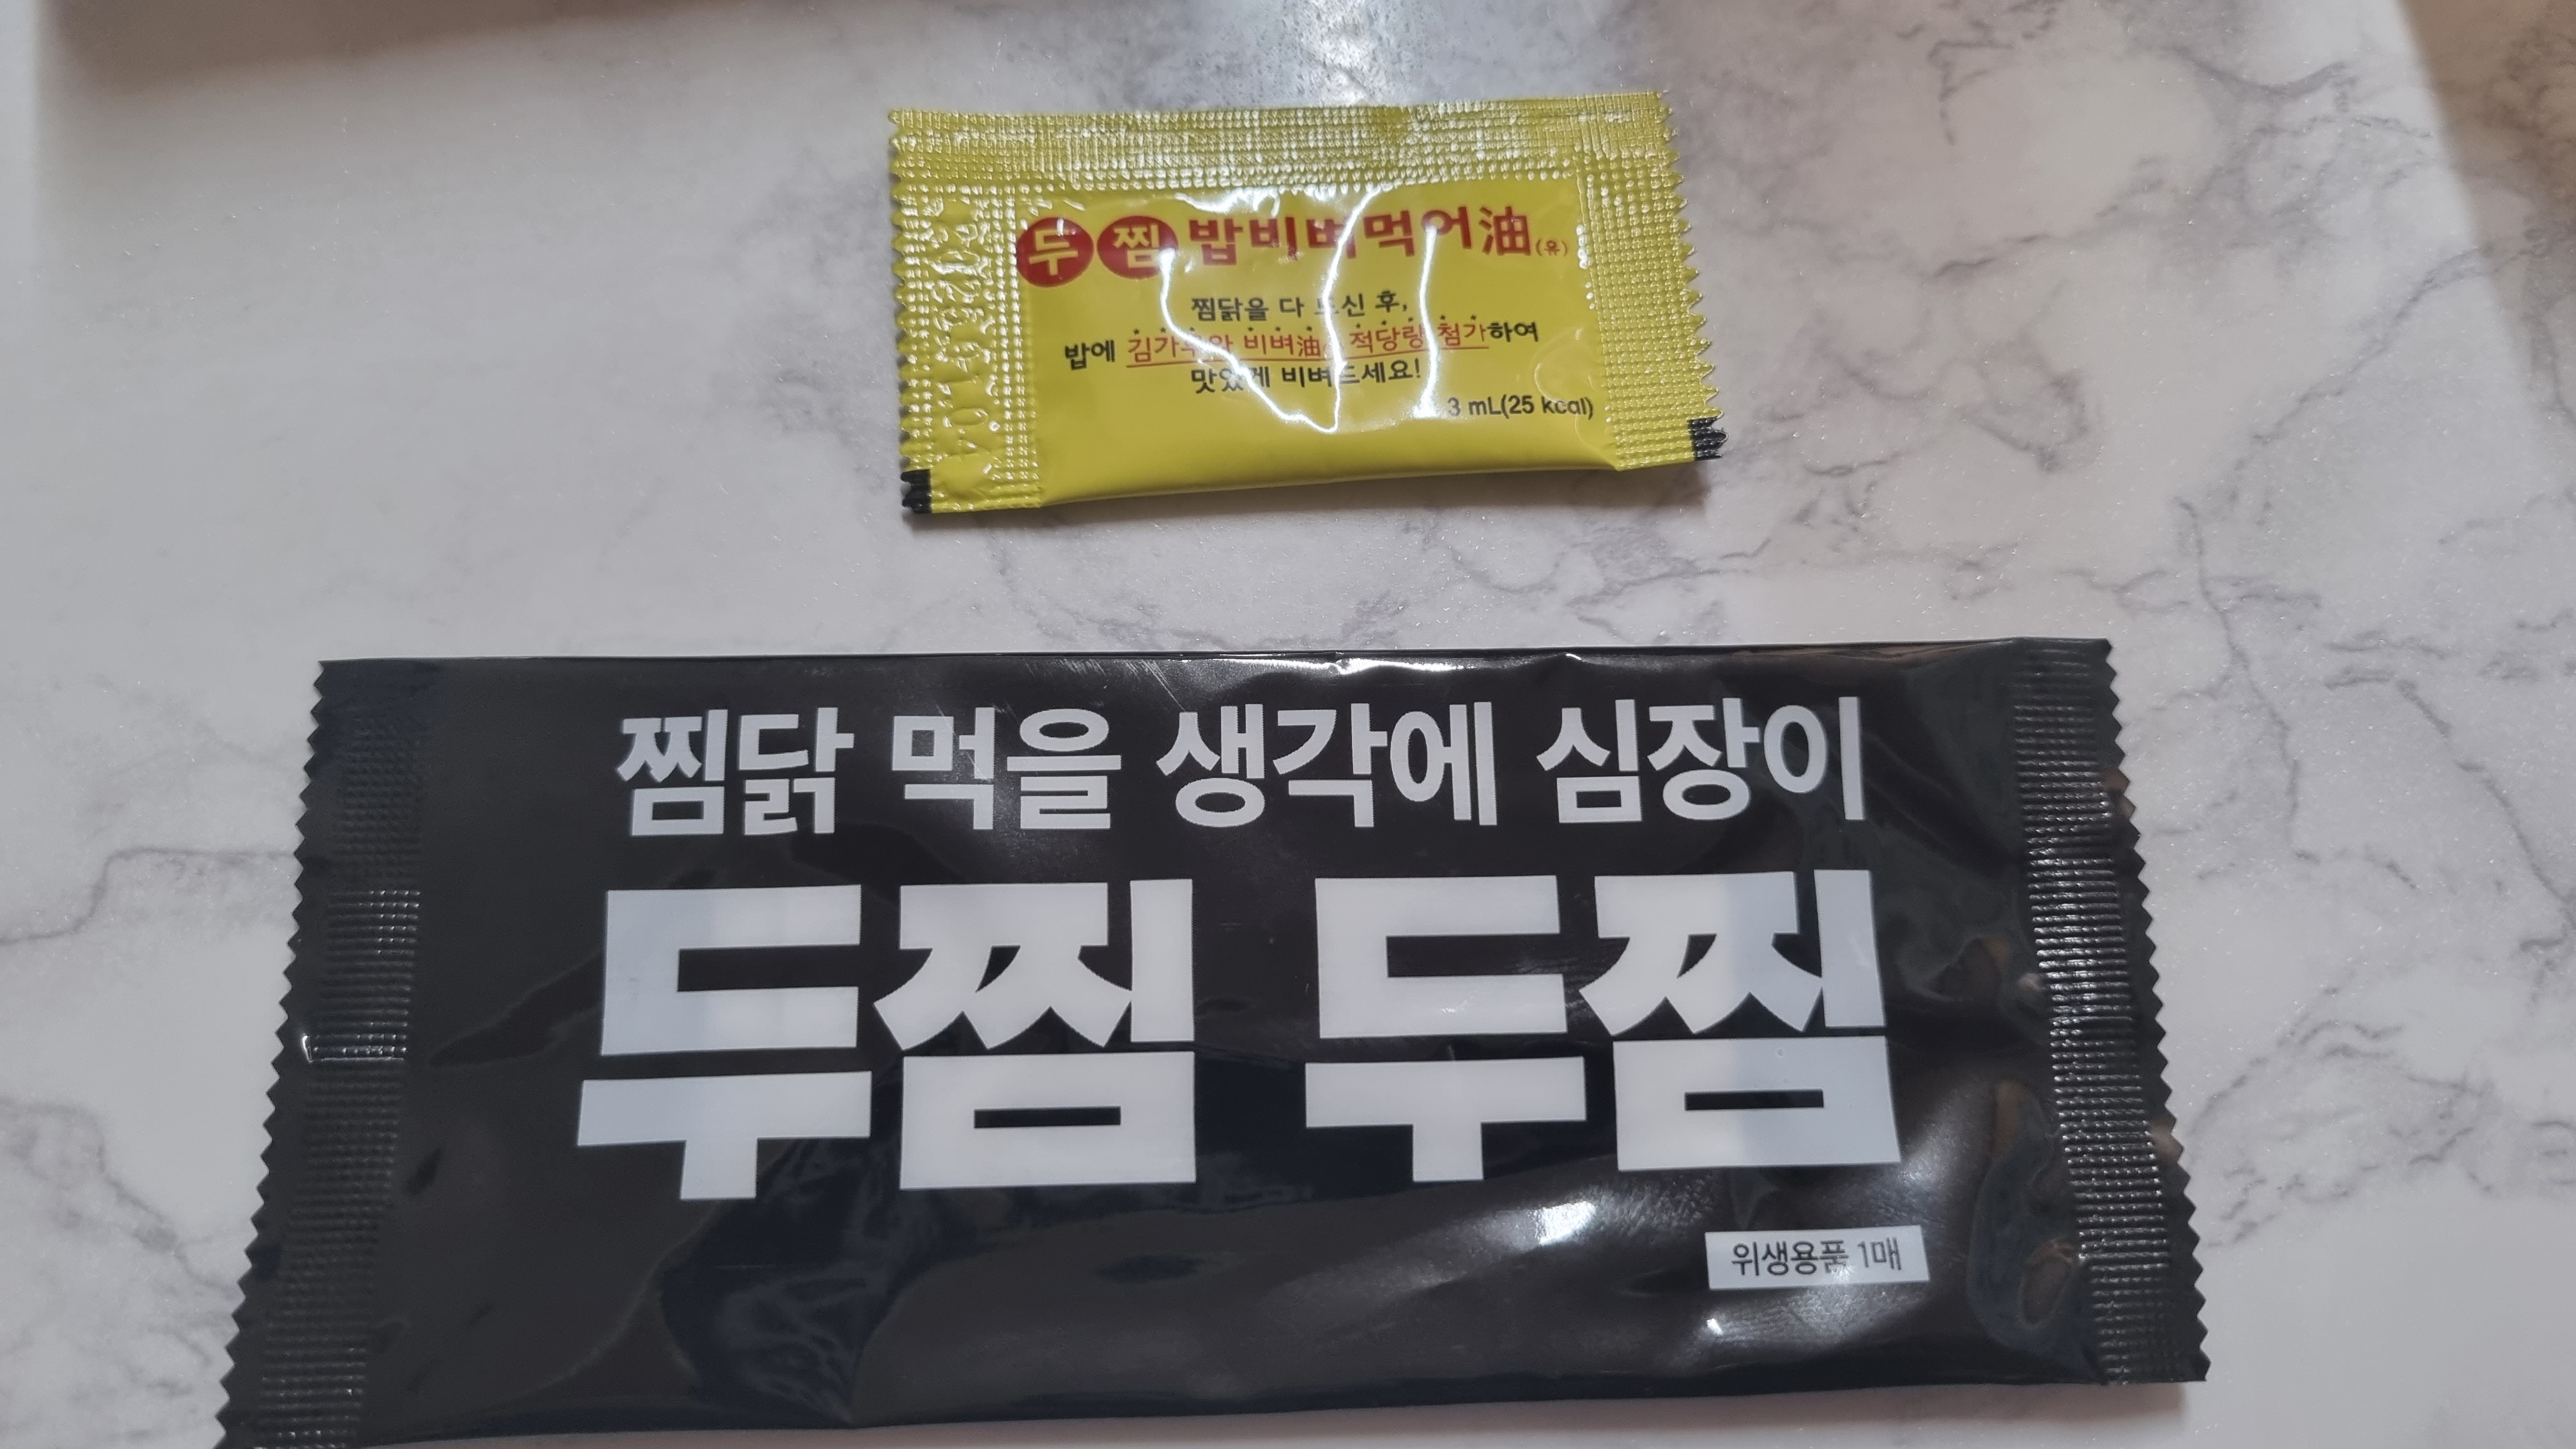 두찜 밥비벼먹어油(유)
찜닭을 다 드신 후,
밥에 김가루와 비벼油를 적당량 첨가하여
맛있게 비벼드세요!
3 mL(25 kcal)
찜닭 먹을 생각에 심장이
두찜 두찜
위생용품 1매